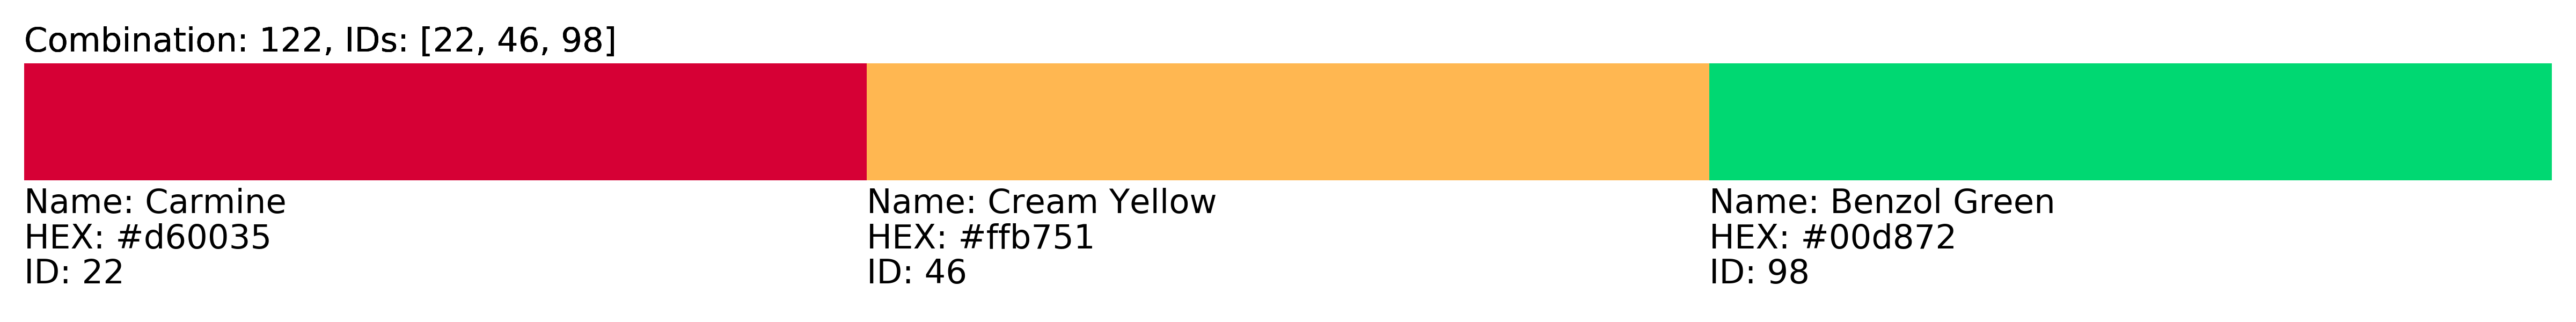 Combination: 122, IDs: [22, 46, 98]
Name: Carmine
HEX: #d60035
ID: 22
Name: Cream Yellow
HEX: #ffb751
ID: 46
Name: Benzol Green
HEX: #00d872
ID: 98